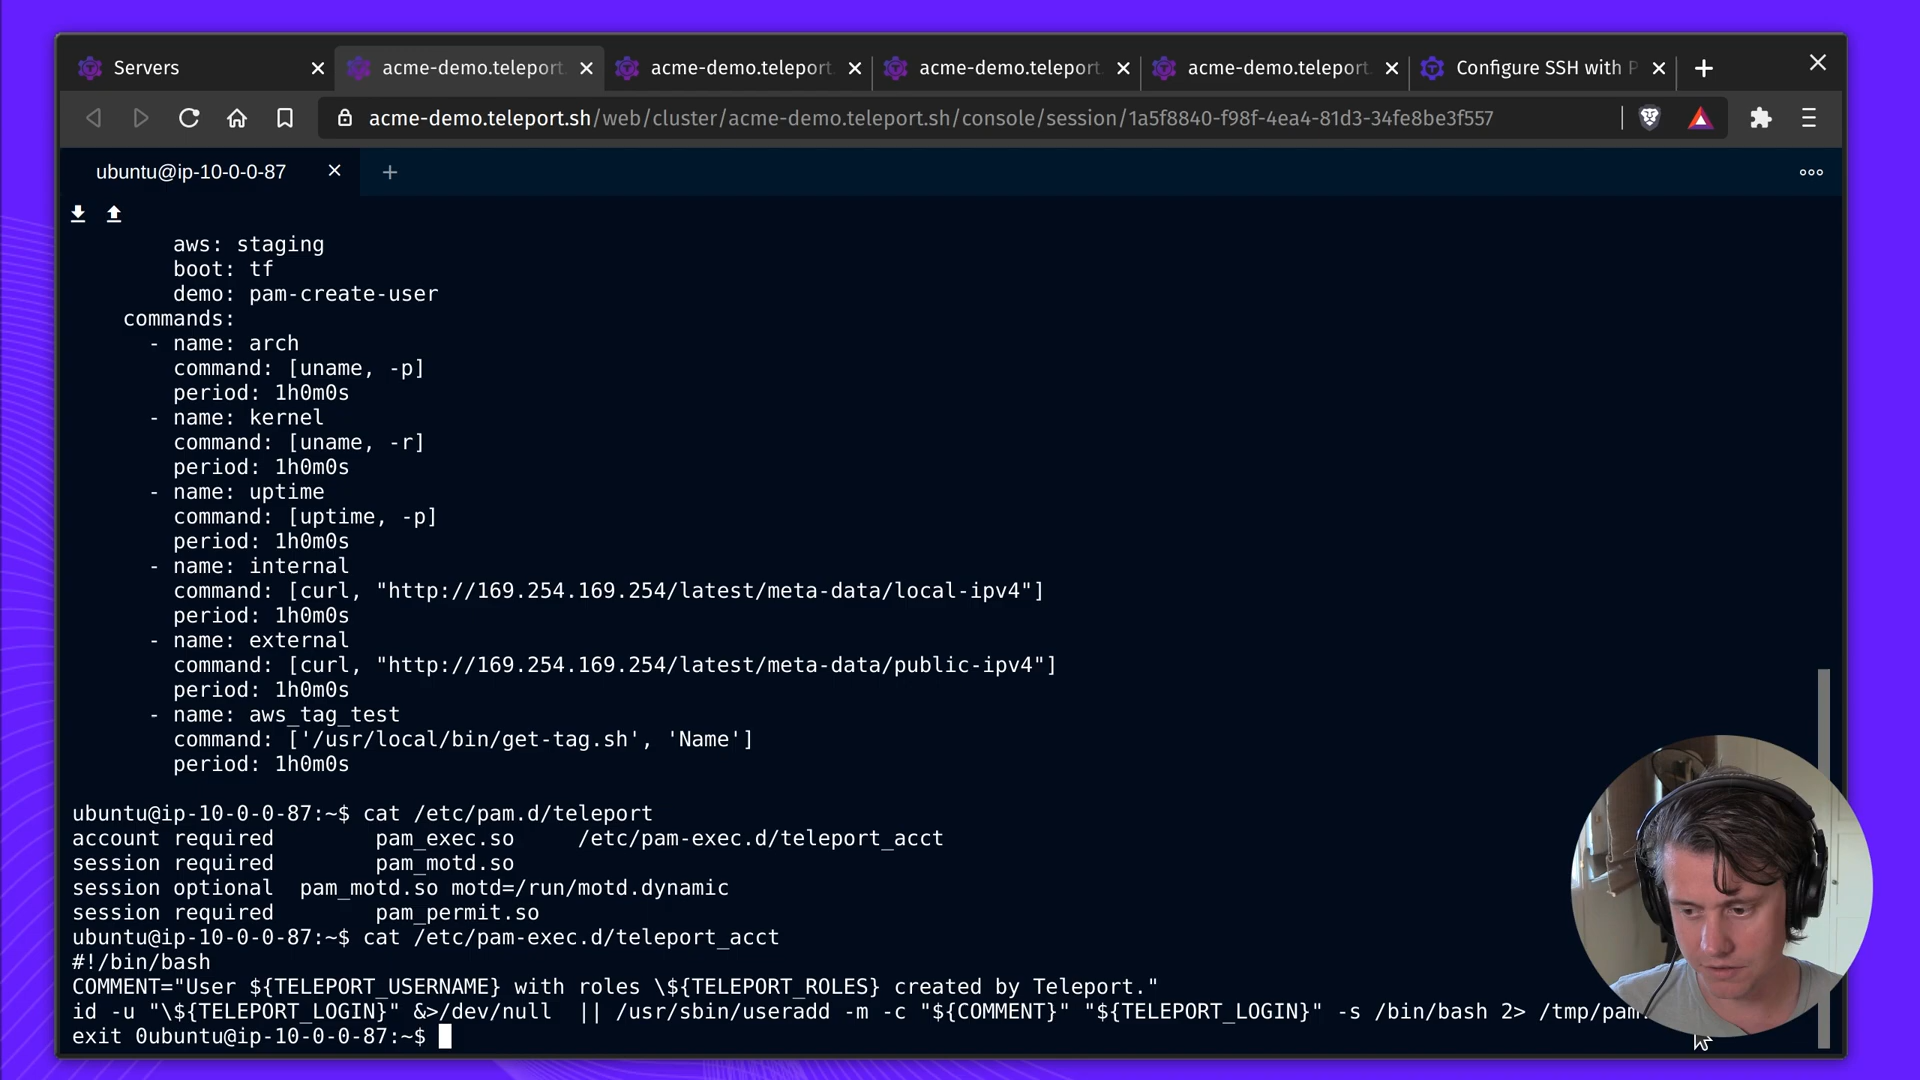 Servers
acme-demo.teleport
acme-demo.teleport.
acme-demo.teleport.
acme-demo.teleport.
Configure SSH with P
acme-demo.teleport.sh/web/cluster/acme-demo.teleport.sh/console/session/1a5f8840-f98f-4ea4-81d3-34fe8be3f557
ubuntu@ip-10-0-0-87
aws: staging
boot: tf
demo: pam-create-user
commands:
- name: arch
command: [uname, -p]
period: 1h0m0s
- name: kernel
command: [uname, -r]
period: 1h0m0s
- name: uptime
command: [uptime, -p]
period: 1h0m0s
- name: internal
command: [curl, "http://169.254.169.254/latest/meta-data/local-ipv4"]
period: 1h0m0s
- name: external
command: [curl, "http://169.254.169.254/latest/meta-data/public-ipv4"]
period: 1h0m0s
- name: aws_tag_test
command: ['/usr/local/bin/get-tag.sh', 'Name']
period: 1h0m0s
ubuntu@ip-10-0-0-87:~$ cat /etc/pam.d/teleport
account required pam_exec.so /etc/pam-exec.d/teleport_acct
session required pam_motd.so
session optional pam_motd.so motd=/run/motd.dynamic
session required pam_permit.so
ubuntu@ip-10-0-0-87:~$ cat /etc/pam-exec.d/teleport_acct
#!/bin/bash
COMMENT="User ${TELEPORT_USERNAME} with roles \${TELEPORT_ROLES} created by Teleport."
id -u "\${TELEPORT_LOGIN}" &>/dev/null || /usr/sbin/useradd -m -c "${COMMENT}" "${TELEPORT_LOGIN}" -s /bin/bash 2> /tmp/pam.
exit 0ubuntu@ip-10-0-0-87:~$